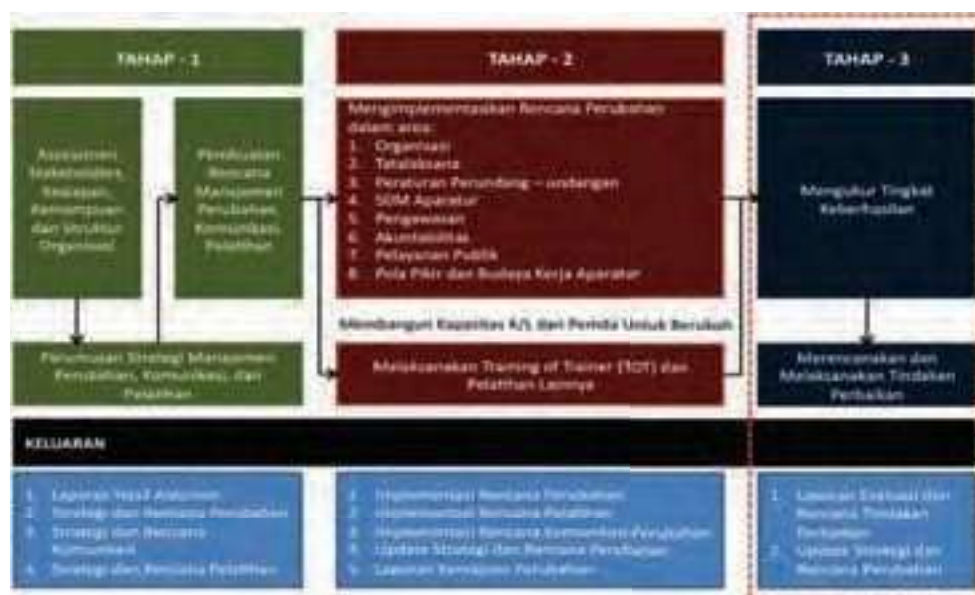 TAHAP - 1
Assessmen
Stakeholders,
Kesiapan,
Kemampuan
dan Struktur
Organisasi
Pembuatan
Rencana
Manajemen
Perubahan,
Komunikasi,
Pelatihan
Perumusan Strategi Manajemen
Perubahan, Komunikasi, dan
Pelatihan
TAHAP - 2
Mengimplementasikan Rencana Perubahan
dalam area:
1. Organisasi
2. Tatalaksana
3. Peraturan Perundang – undangan
4. SDM Aparatur
5. Pengawasan
6. Akuntabilitas
7. Pelayanan Publik
8. Pola Pikir dan Budaya Kerja Aparatur
Membangun Kapasitas K/L dan Pemda Untuk Berubah
Melaksanakan Training of Trainer (TOT) dan
Pelatihan Lainnya
TAHAP - 3
Mengukur Tingkat
Keberhasilan
Merencanakan dan
Melaksanakan Tindakan
Perbaikan
KELUARAN
1. Laporan Hasil Asesmen
2. Strategi dan Rencana Perubahan
3. Strategi dan Rencana
Komunikasi
4. Strategi dan Rencana Pelatihan
1. Implementasi Rencana Perubahan
2. Implementasi Rencana Pelatihan
3. Implementasi Rencana Komunikasi Perubahan
4. Update Strategi dan Rencana Perubahan
5. Laporan Kemajuan Perubahan
1. Laporan Evaluasi dan
Rencana Tindakan
Perbaikan
2. Update Strategi dan
Rencana Perubahan